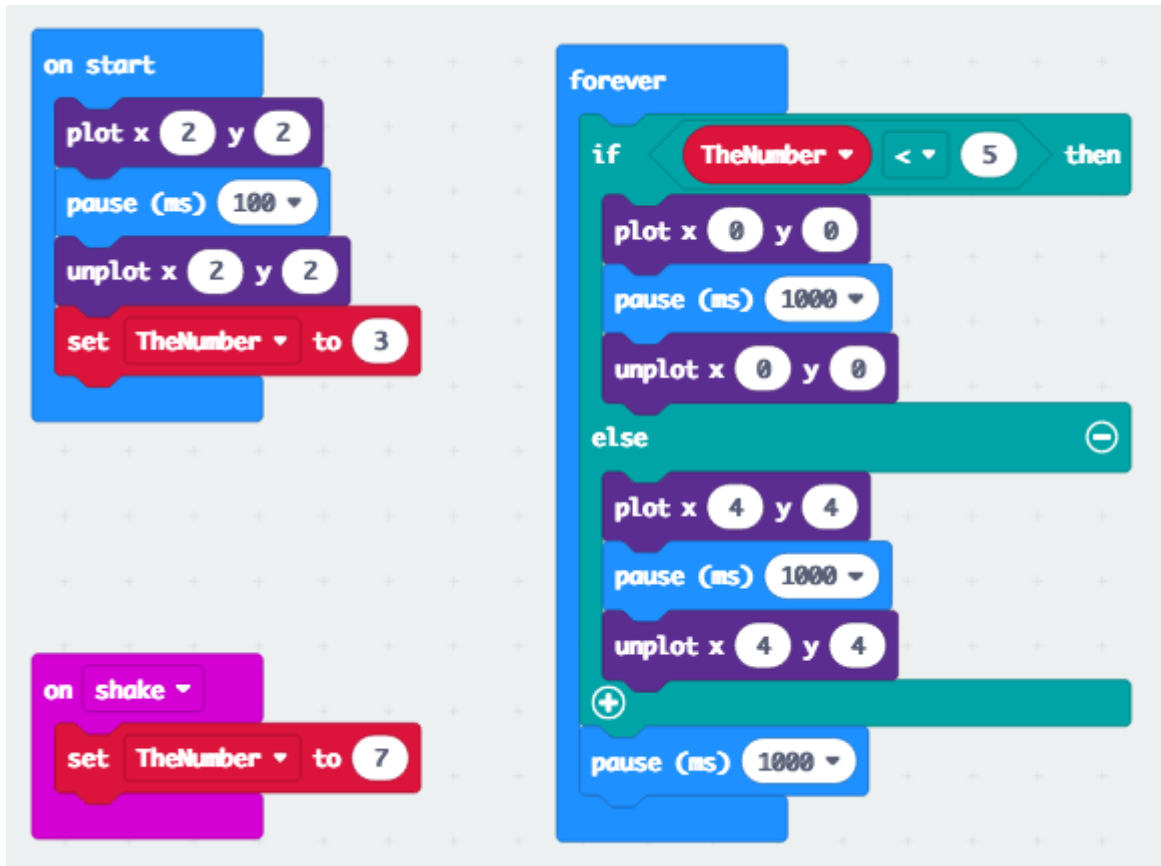 on start
plot x 2 y 2
pause (ms) 100
unplot x 2 y 2
set TheNumber to 3
on shake
set TheNumber to 7
forever
if TheNumber < 5 then
plot x 0 y 0
pause (ms) 1000
unplot x 0 y 0
else
plot x 4 y 4
pause (ms) 1000
unplot x 4 y 4
pause (ms) 1000